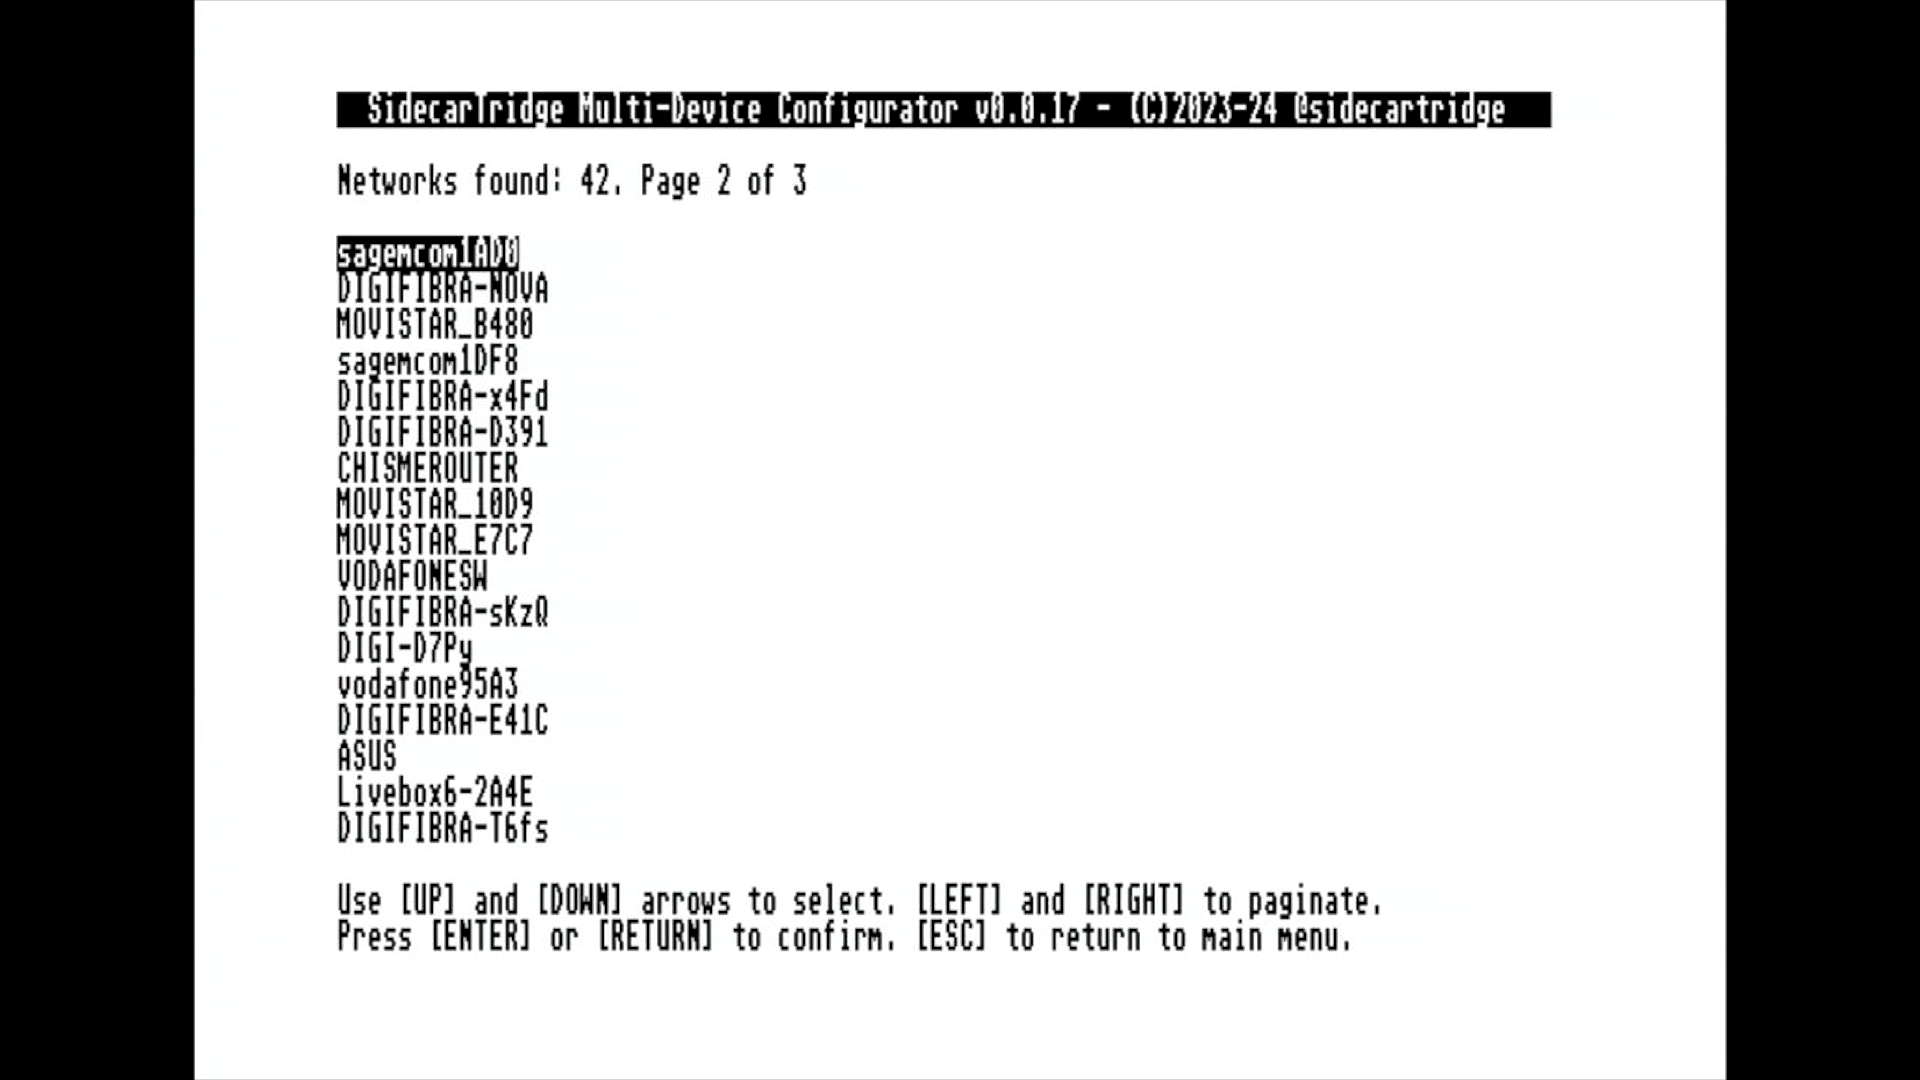 SidecarTridge Multi-Device Configurator v0.0.17 - (C)2023-24 @sidecartridge
Networks found: 42. Page 2 of 3
sagemcom1AD0
DIGIFIBRA-NOVA
MOVISTAR_B480
sagemcom1DF8
DIGIFIBRA-x4Fd
DIGIFIBRA-D391
CHISMEROUTER
MOVISTAR_10D9
MOVISTAR_E7C7
VODAFONESW
DIGIFIBRA-sKzQ
DIGI-D7Py
vodafone95A3
DIGIFIBRA-E41C
ASUS
Livebox6-2A4E
DIGIFIBRA-T6fs
Use [UP] and [DOWN] arrows to select. [LEFT] and [RIGHT] to paginate.
Press [ENTER] or [RETURN] to confirm. [ESC] to return to main menu.